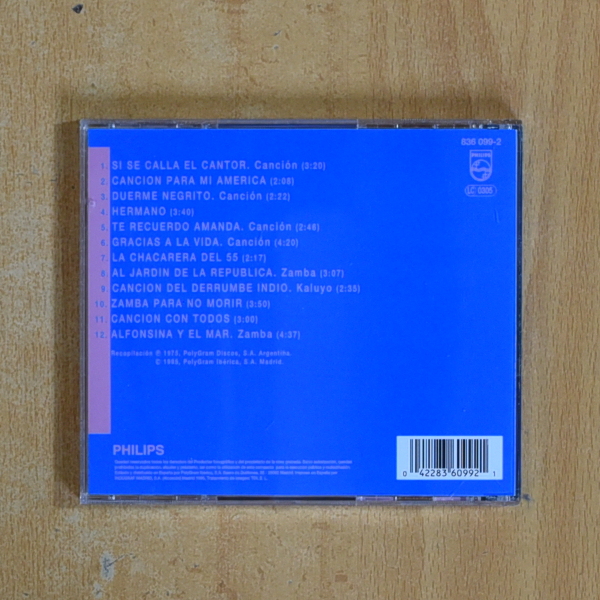 836 099-2
PHILIPS
LC 0305
1. SI SE CALLA EL CANTOR. Canción (3:20)
2. CANCION PARA MI AMERICA (2:08)
3. DUERME NEGRITO. Canción (2:22)
4. HERMANO (3:40)
5. TE RECUERDO AMANDA. Canción (2:46)
6. GRACIAS A LA VIDA. Canción (4:20)
7. LA CHACARERA DEL 55 (2:17)
8. AL JARDIN DE LA REPUBLICA. Zamba (3:07)
9. CANCION DEL DERRUMBE INDIO. Kaluyo (2:35)
10. ZAMBA PARA NO MORIR (3:50)
11. CANCION CON TODOS (3:00)
12. ALFONSINA Y EL MAR. Zamba (4:37)
Recopilación ℗ PolyGram Discos, S.A. Argentina.
© PolyGram Ibérica, S.A. Madrid.
PHILIPS
0 42283 60992 1